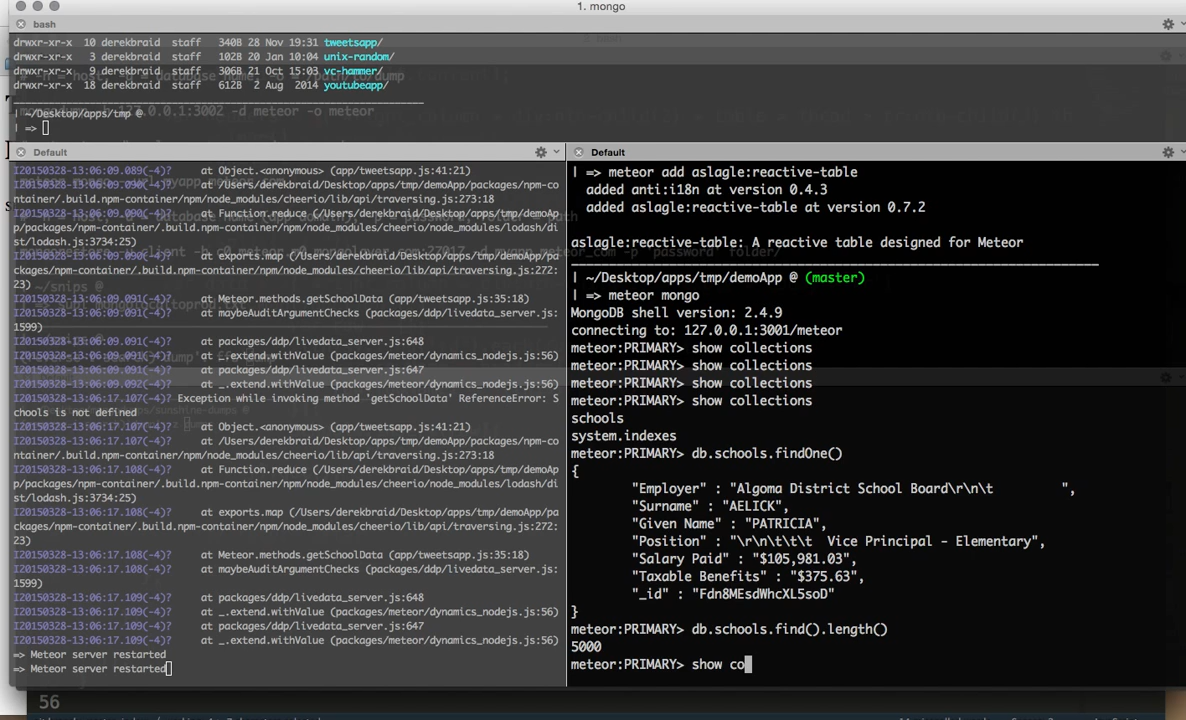 1. mongo
bash
drwxr-xr-x 10 derekbraid staff 340B 28 Nov 19:31 tweetsapp/
drwxr-xr-x 3 derekbraid staff 102B 20 Jan 10:04 unix-random/
drwxr-xr-x 9 derekbraid staff 306B 21 Oct 15:03 vc-hammer/
drwxr-xr-x 18 derekbraid staff 612B 2 Aug 2014 youtubeapp/
| ~/Desktop/apps/tmp @
| =>
Default
I20150328-13:06:09.089(-4)? at Object.<anonymous> (app/tweetsapp.js:41:21)
I20150328-13:06:09.090(-4)? at /Users/derekbraid/Desktop/apps/tmp/demoApp/packages/npm-co
ntainer/.build.npm-container/npm/node_modules/cheerio/lib/api/traversing.js:273:18
I20150328-13:06:09.090(-4)? at Function.reduce (/Users/derekbraid/Desktop/apps/tmp/demoAp
p/packages/npm-container/.build.npm-container/npm/node_modules/lodash/di
st/lodash.js:3734:25)
I20150328-13:06:09.090(-4)? at exports.map (/Users/derekbraid/Desktop/apps/tmp/demoApp/pa
ckages/npm-container/.build.npm-container/npm/node_modules/cheerio/lib/api/traversing.js:272:
23)
I20150328-13:06:09.091(-4)? at Meteor.methods.getSchoolData (app/tweetsapp.js:35:18)
I20150328-13:06:09.091(-4)? at maybeAuditArgumentChecks (packages/ddp/livedata_server.js:
1599)
I20150328-13:06:09.091(-4)? at packages/ddp/livedata_server.js:648
I20150328-13:06:09.091(-4)? at _.extend.withValue (packages/meteor/dynamics_nodejs.js:56)
I20150328-13:06:09.091(-4)? at packages/ddp/livedata_server.js:647
I20150328-13:06:09.092(-4)? at _.extend.withValue (packages/meteor/dynamics_nodejs.js:56)
I20150328-13:06:17.107(-4)? Exception while invoking method 'getSchoolData' ReferenceError: S
chools is not defined
I20150328-13:06:17.107(-4)? at Object.<anonymous> (app/tweetsapp.js:41:21)
I20150328-13:06:17.107(-4)? at /Users/derekbraid/Desktop/apps/tmp/demoApp/packages/npm-co
ntainer/.build.npm-container/npm/node_modules/cheerio/lib/api/traversing.js:273:18
I20150328-13:06:17.108(-4)? at Function.reduce (/Users/derekbraid/Desktop/apps/tmp/demoAp
p/packages/npm-container/.build.npm-container/npm/node_modules/lodash/di
st/lodash.js:3734:25)
I20150328-13:06:17.108(-4)? at exports.map (/Users/derekbraid/Desktop/apps/tmp/demoApp/pa
ckages/npm-container/.build.npm-container/npm/node_modules/cheerio/lib/api/traversing.js:272:
23)
I20150328-13:06:17.108(-4)? at Meteor.methods.getSchoolData (app/tweetsapp.js:35:18)
I20150328-13:06:17.108(-4)? at maybeAuditArgumentChecks (packages/ddp/livedata_server.js:
1599)
I20150328-13:06:17.109(-4)? at packages/ddp/livedata_server.js:648
I20150328-13:06:17.109(-4)? at _.extend.withValue (packages/meteor/dynamics_nodejs.js:56)
I20150328-13:06:17.109(-4)? at packages/ddp/livedata_server.js:647
I20150328-13:06:17.109(-4)? at _.extend.withValue (packages/meteor/dynamics_nodejs.js:56)
=> Meteor server restarted
=> Meteor server restarted
Default
| => meteor add aslagle:reactive-table
added anti:i18n at version 0.4.3
added aslagle:reactive-table at version 0.7.2
aslagle:reactive-table: A reactive table designed for Meteor
| ~/Desktop/apps/tmp/demoApp @ (master)
| => meteor mongo
MongoDB shell version: 2.4.9
connecting to: 127.0.0.1:3001/meteor
meteor:PRIMARY> show collections
meteor:PRIMARY> show collections
meteor:PRIMARY> show collections
meteor:PRIMARY> show collections
schools
system.indexes
meteor:PRIMARY> db.schools.findOne()
{
"Employer" : "Algoma District School Board\r\n\t ",
"Surname" : "AELICK",
"Given Name" : "PATRICIA",
"Position" : "\r\n\t\t\t Vice Principal - Elementary",
"Salary Paid" : "$105,981.03",
"Taxable Benefits" : "$375.63",
"_id" : "Fdn8MEsdWhcXL5soD"
}
meteor:PRIMARY> db.schools.find().length()
5000
meteor:PRIMARY> show co
56